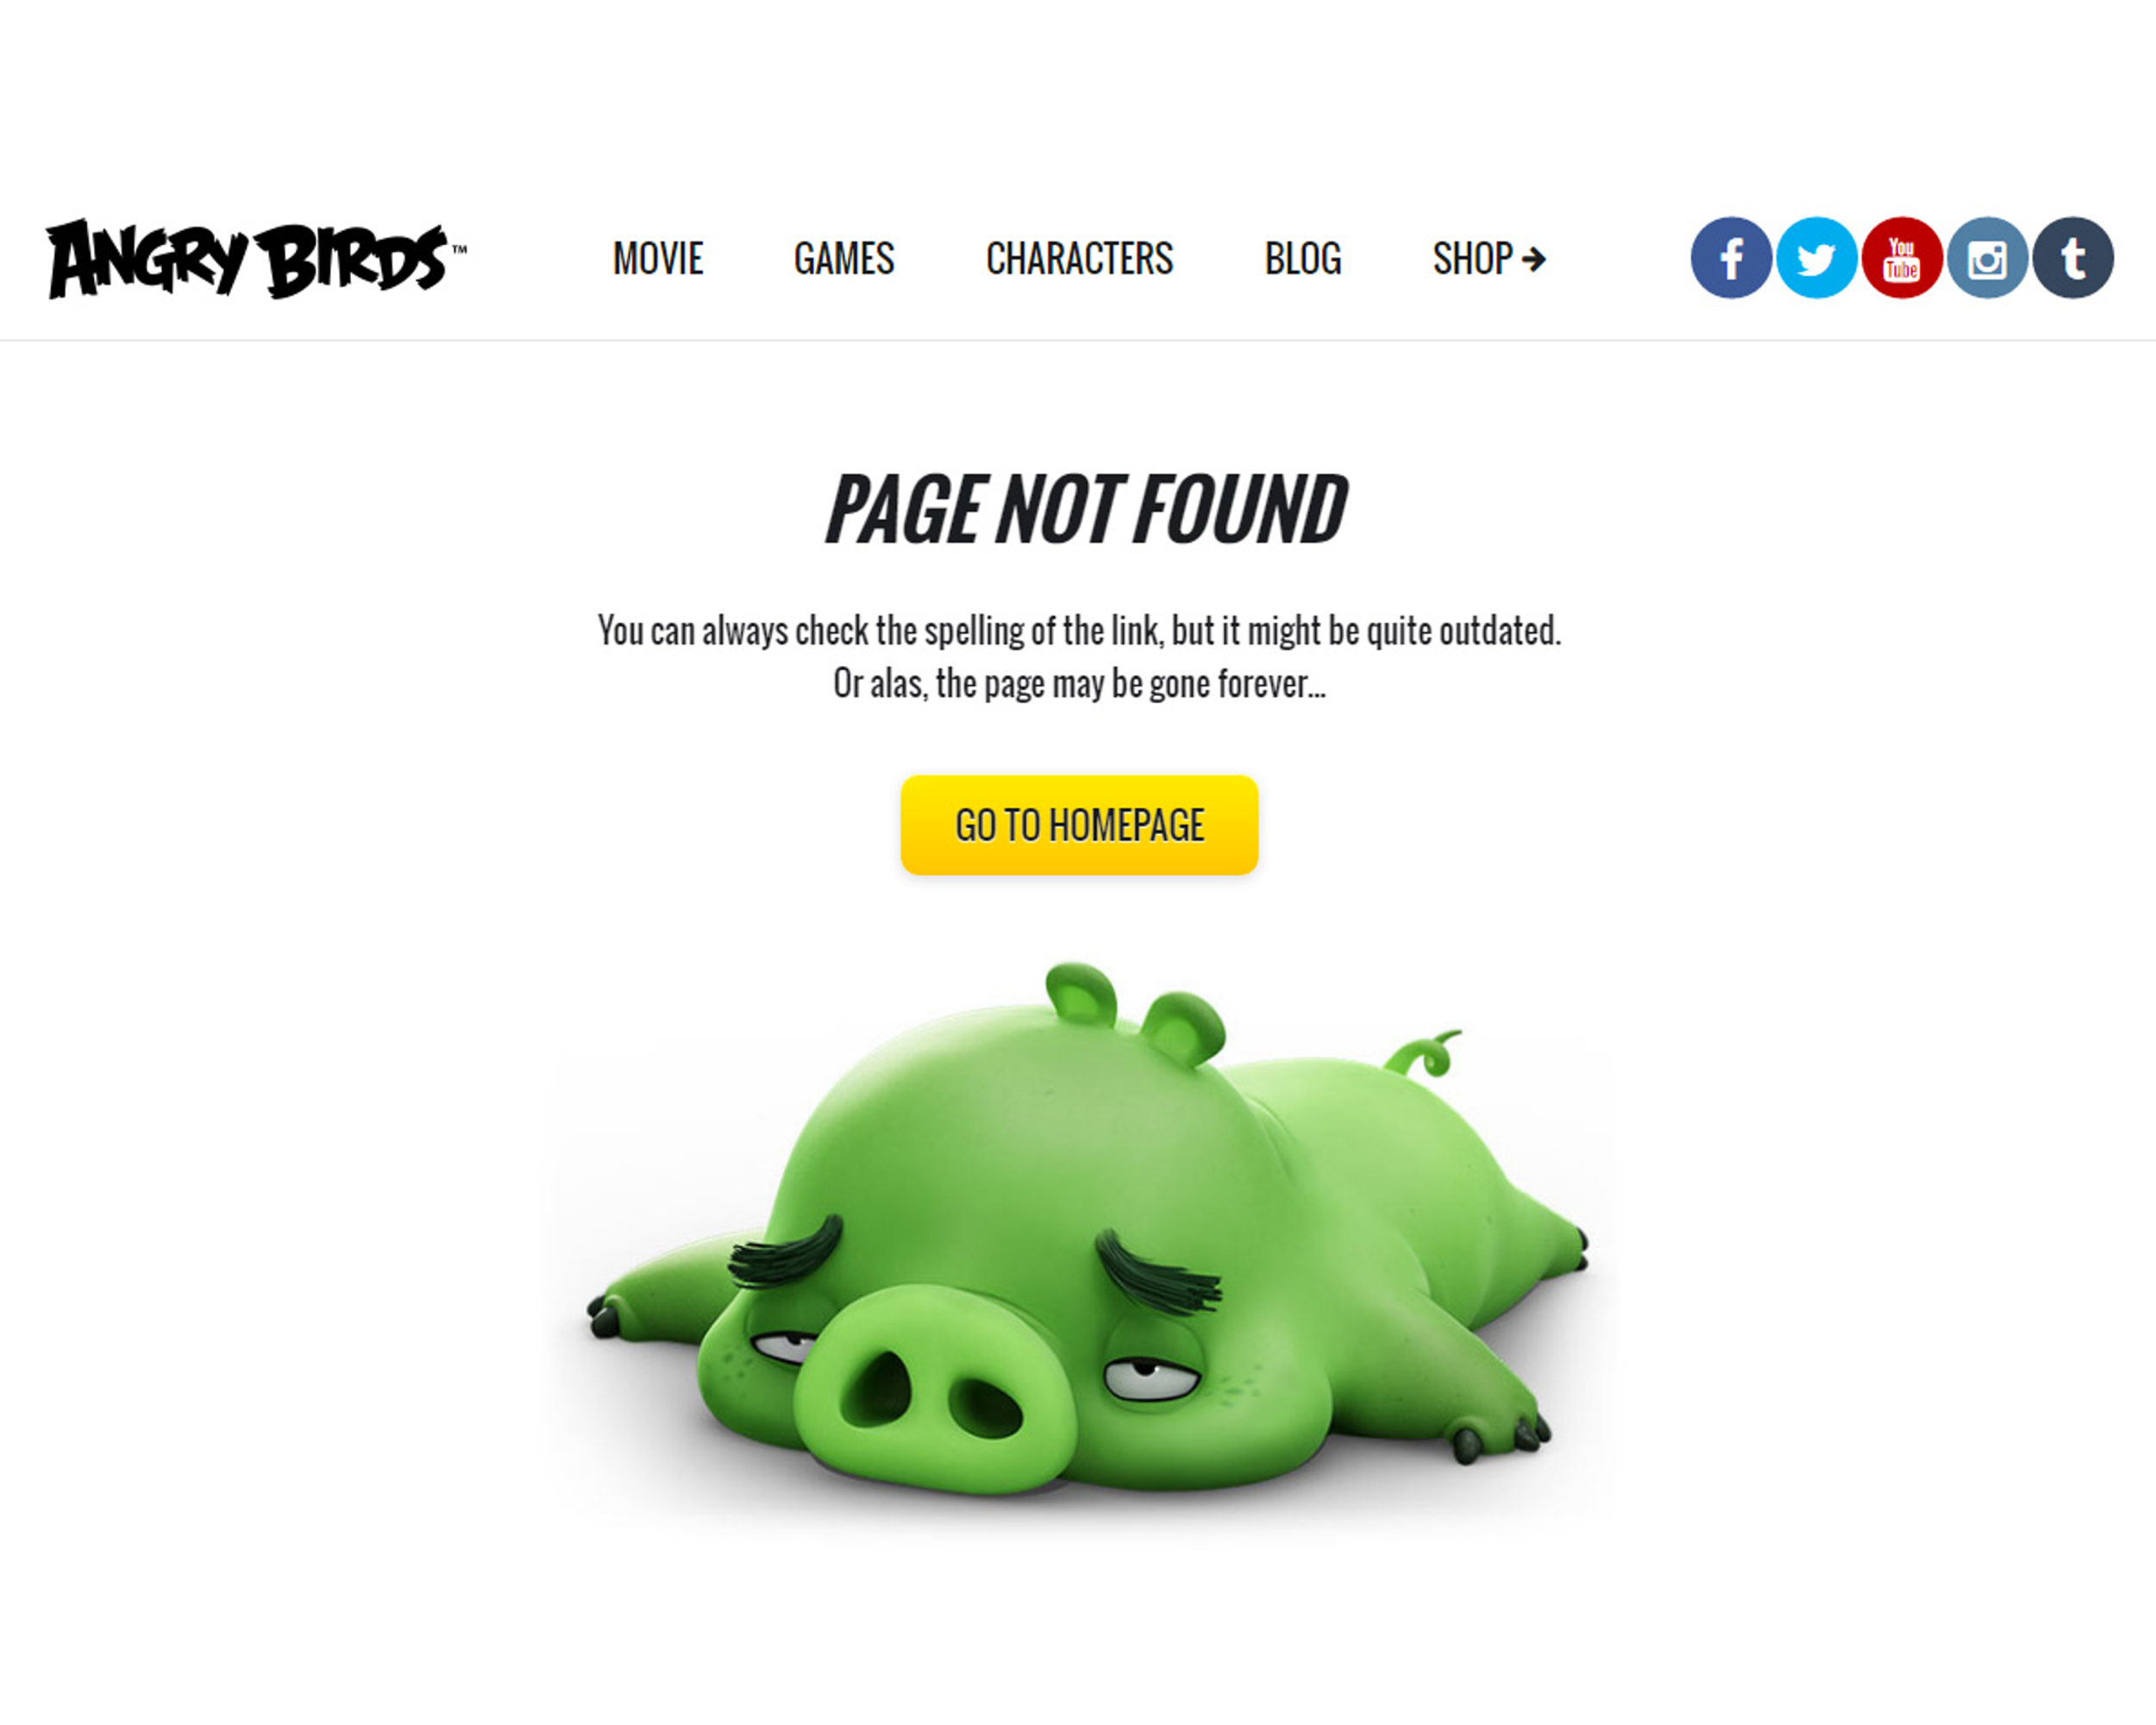 ANGRY BIRDS™
MOVIE GAMES CHARACTERS BLOG SHOP →
f You Tube t
PAGE NOT FOUND
You can always check the spelling of the link, but it might be quite outdated.
Or alas, the page may be gone forever...
GO TO HOMEPAGE